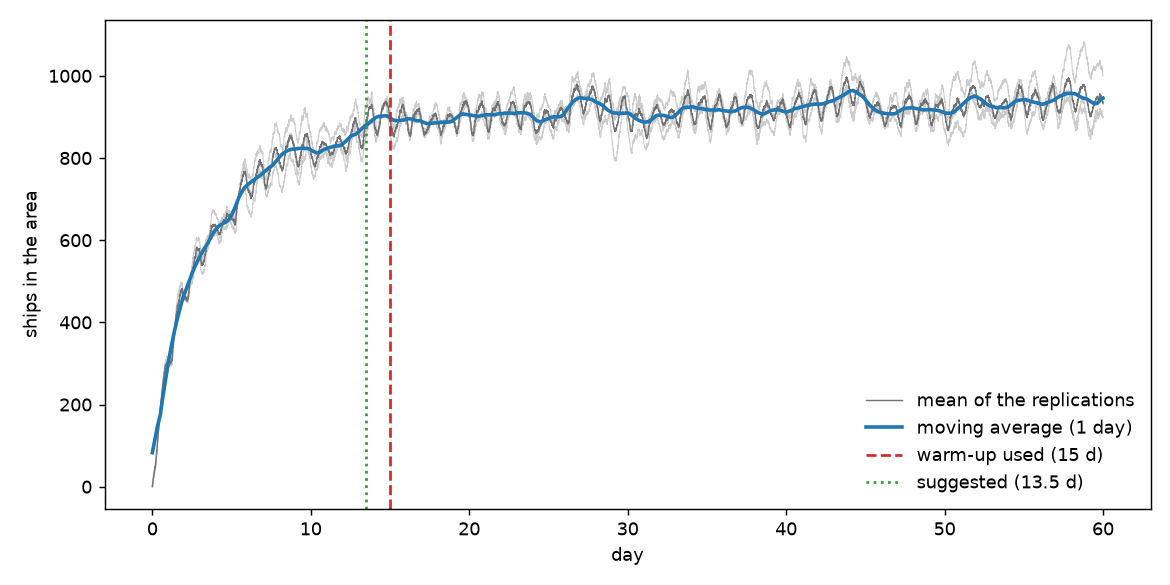 1000
800
600
400
200
0
ships in the area
mean of the replications
moving average (1 day)
warm-up used (15 d)
suggested (13.5 d)
0 10 20 30 40 50 60
day